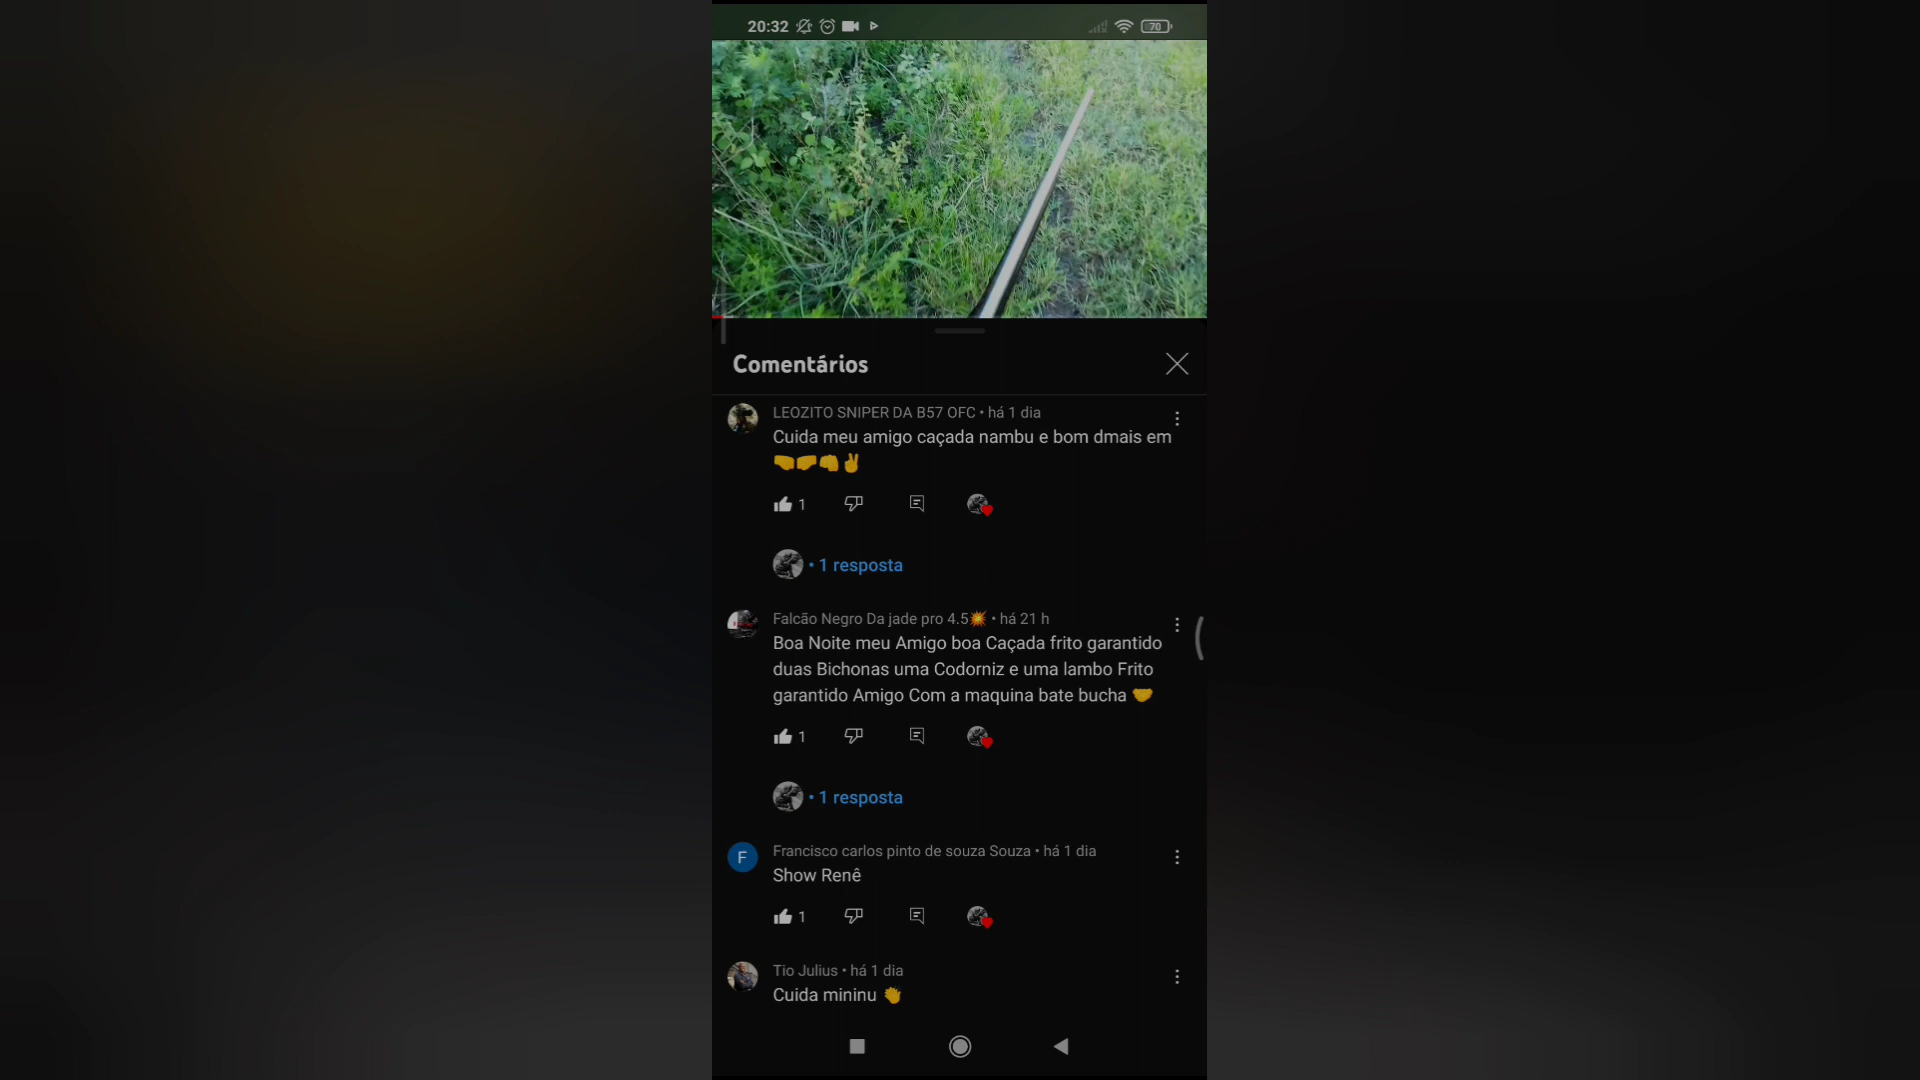 20:32
70
Comentários
LEOZITO SNIPER DA B57 OFC • há 1 dia
Cuida meu amigo caçada nambu e bom dmais em
🤜🤛👊✌
1
• 1 resposta
Falcão Negro Da jade pro 4.5💥 • há 21 h
Boa Noite meu Amigo boa Caçada frito garantido
duas Bichonas uma Codorniz e uma lambo Frito
garantido Amigo Com a maquina bate bucha 🤝
1
• 1 resposta
F
Francisco carlos pinto de souza Souza • há 1 dia
Show Renê
1
Tio Julius • há 1 dia
Cuida mininu 👏